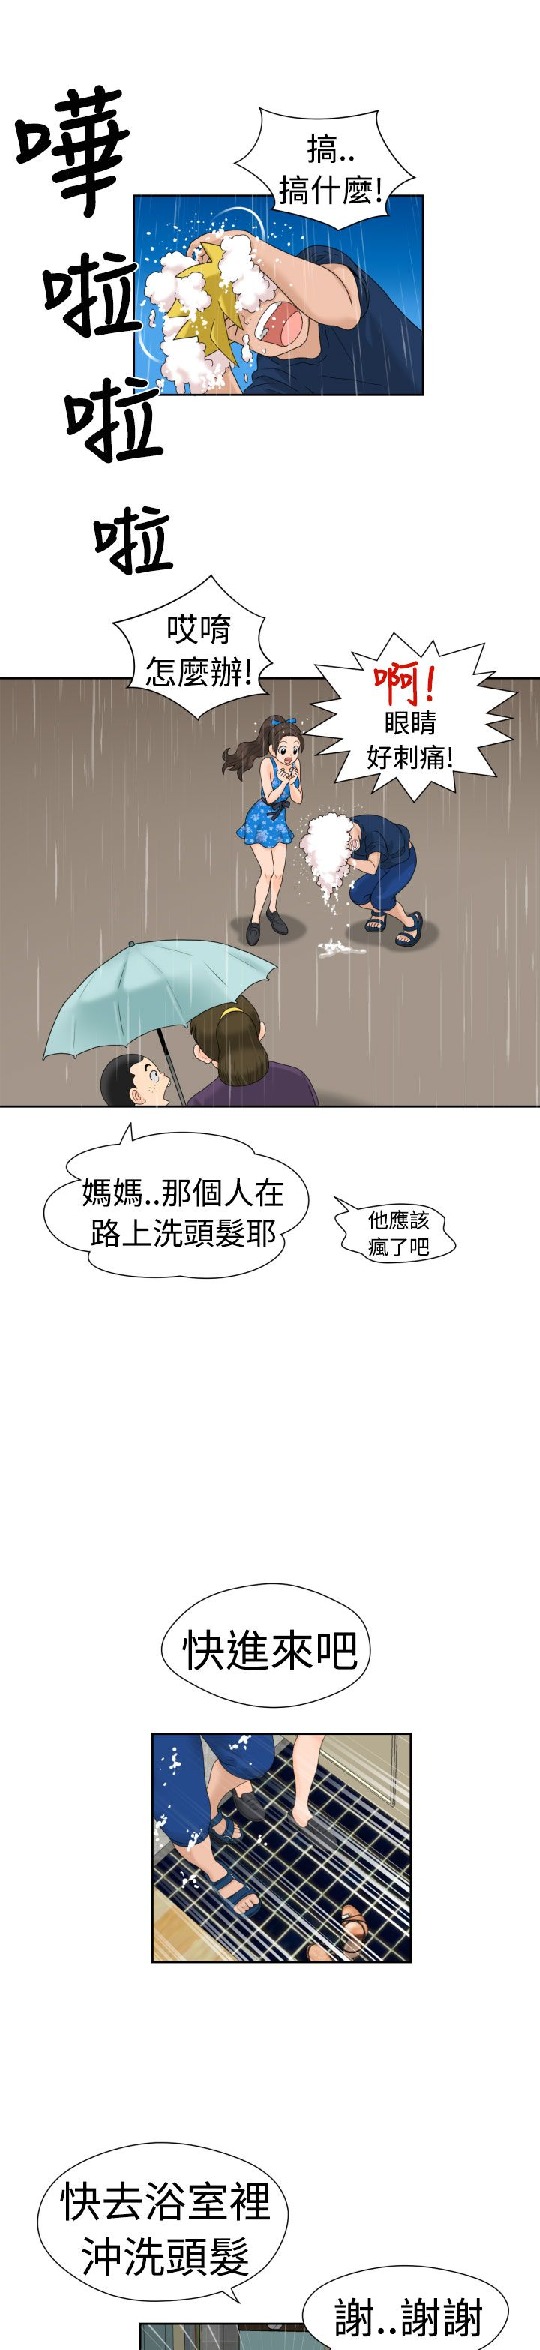 嘩
啦
啦
啦
搞..
搞什麼!
哎唷
怎麼辦!
啊!
眼睛
好刺痛!
媽媽..那個人在
路上洗頭髮耶
他應該
瘋了吧
快進來吧
快去浴室裡
沖洗頭髮
謝..謝謝